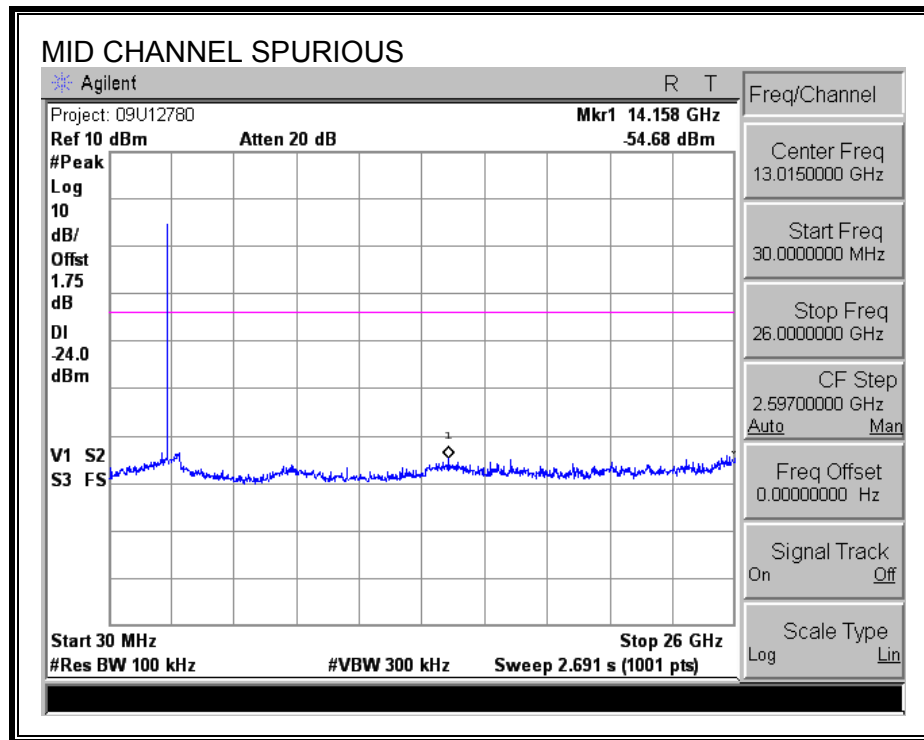 MID CHANNEL SPURIOUS
Agilent R T
Project: 09U12780 Mkr1 14.158 GHz
Ref 10 dBm Atten 20 dB -54.68 dBm
#Peak
Log
10
dB/
Offst
1.75
dB
DI
-24.0
dBm
V1 S2
S3 FS
1
Start 30 MHz Stop 26 GHz
#Res BW 100 kHz #VBW 300 kHz Sweep 2.691 s (1001 pts)
Freq/Channel
Center Freq
13.0150000 GHz
Start Freq
30.0000000 MHz
Stop Freq
26.0000000 GHz
CF Step
2.59700000 GHz
Auto Man
Freq Offset
0.00000000 Hz
Signal Track
On Off
Scale Type
Log Lin